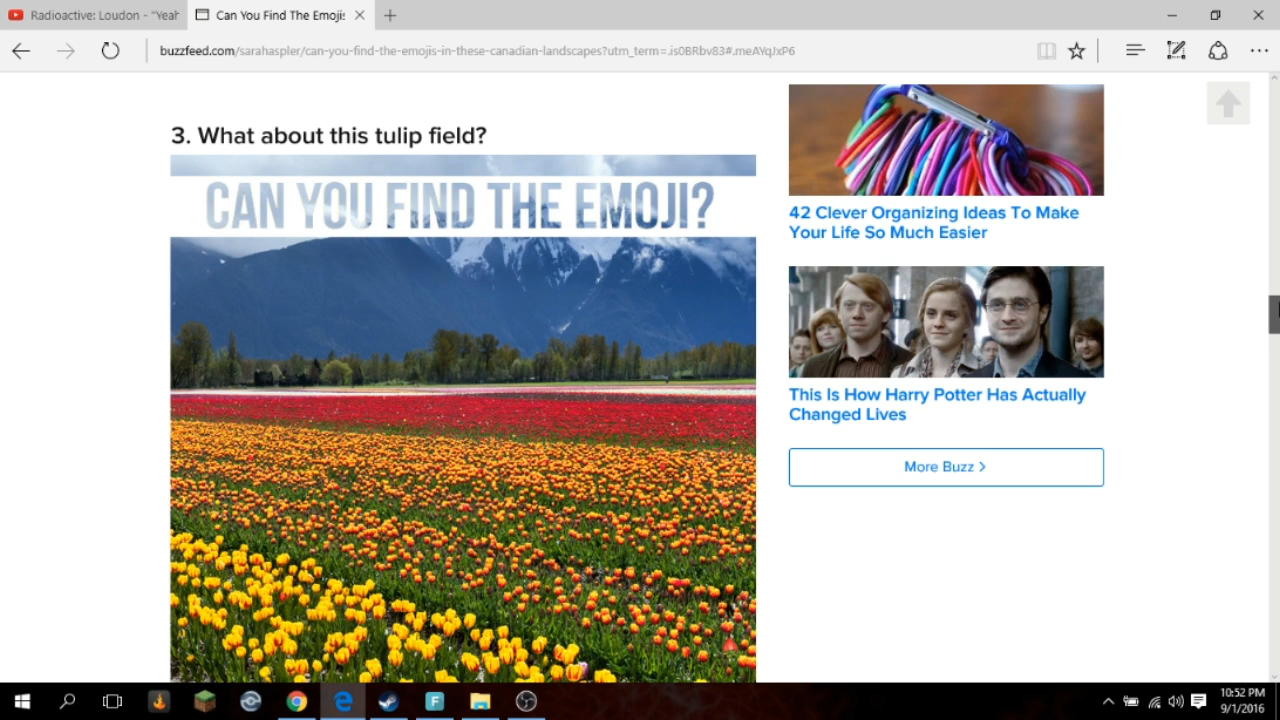 Radioactive: Loudon - "Yeah
Can You Find The Emojis
buzzfeed.com/sarahaspler/can-you-find-the-emojis-in-these-canadian-landscapes?utm_term=.is0BRbv83#.meAYqJxP6
3. What about this tulip field?
CAN YOU FIND THE EMOJI?
42 Clever Organizing Ideas To Make
Your Life So Much Easier
This Is How Harry Potter Has Actually
Changed Lives
More Buzz >
F
10:52 PM
9/1/2016